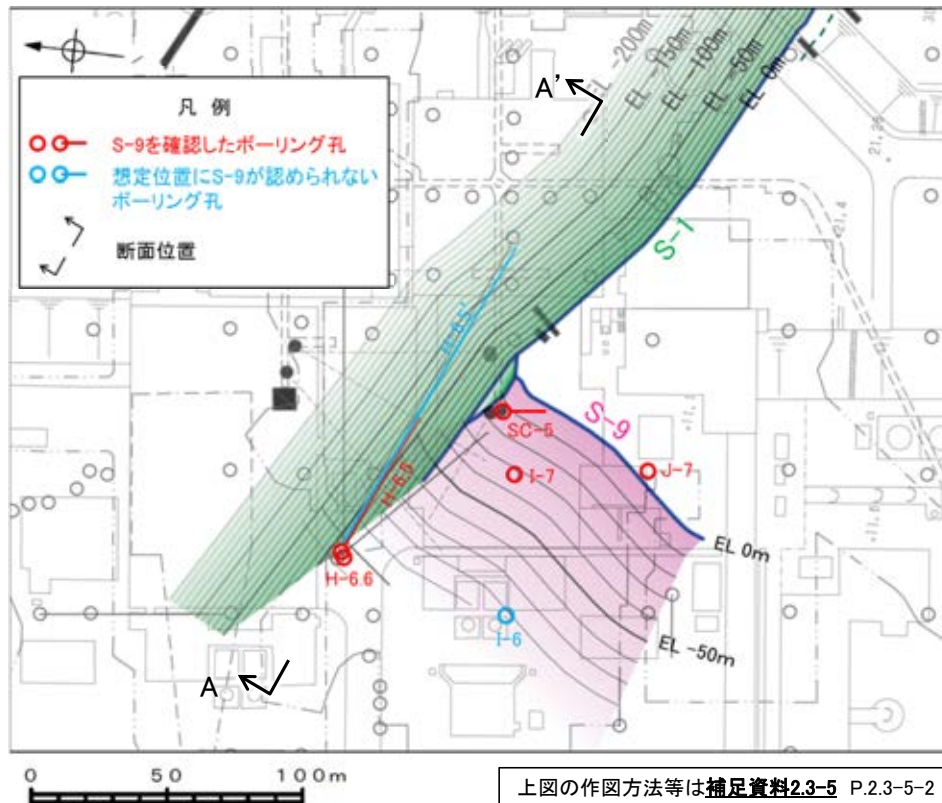 凡 例
S-9を確認したボーリング孔
想定位置にS-9が認められない
ボーリング孔
断面位置
EL -200m
EL -150m
EL -100m
EL -50m
EL 0m
A'
21.4
S-1
H-6.5'
H-6.5
S-9
SC-5
I-7
J-7
H-6.6
I-6
EL 0m
EL -50m
A
0 50 100m
上図の作図方法等は補足資料2.3-5 P.2.3-5-2